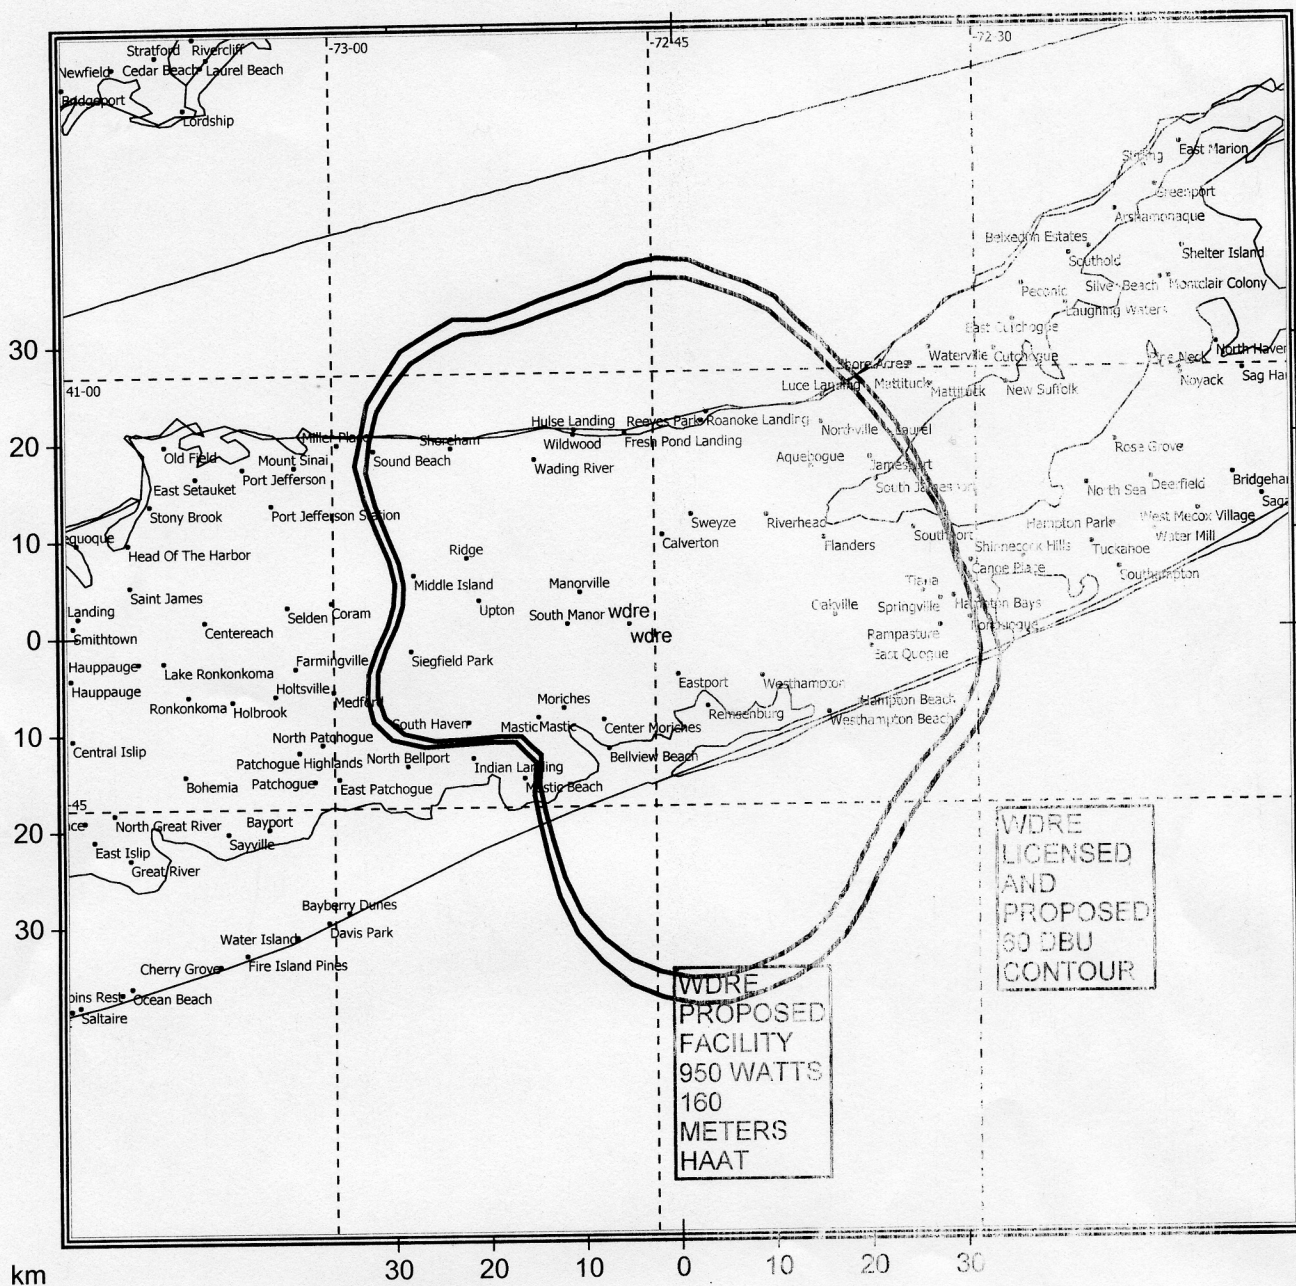 -73-00
-72-45
-72-30
Stratford Rivercliff
Newfield Cedar Beach Laurel Beach
Bridgeport
Lordship
East Marion
Greenport
Arshamonaque
Beixedon Estates
Southold
Shelter Island
Peconic Silver Beach Montclair Colony
Laughing Waters
East Cutchogue
30
Waterville Cutchogue
North Haven
Shore Acres
41-00
Luce Landing Mattituck Mattituck New Suffolk
Noyack
Sag Ha
Hulse Landing Reeves Park Roanoke Landing
Miller Place
Shoreham
Wildwood Fresh Pond Landing
Northville Laurel
20
Old Field
Mount Sinai Sound Beach
Wading River
Aquebogue
Jamesport
Rose Grove
East Setauket
Port Jefferson
South Jamesport
North Sea Deerfield Bridgeha
Saga
Stony Brook
Port Jefferson Station
Sweyze Riverhead
Hampton Park West Mecox Village
10
equogue
Head Of The Harbor
Ridge
Calverton
Flanders Southport
Shinnecock Hills
Tuckahoe Water Mill
Canoe Place
Southampton
Middle Island
Manorville
Tiana
Saint James
Upton
South Manor wdre
Oakville Springville Hampton Bays
Landing
Selden Coram
Ponquogue
0
Smithtown
Centereach
wdre
Rampasture
Hauppauge
Lake Ronkonkoma
Farmingville
Siegfield Park
East Quogue
Hauppauge
Holtsville
Medford
Eastport
Westhampton
Ronkonkoma Holbrook
Moriches
Remsenburg
Hampton Beach
South Haven
Mastic Mastic
Center Moriches
Westhampton Beach
10
Central Islip
North Patchogue
Patchogue Highlands North Bellport
Indian Landing
Bellview Beach
Bohemia Patchogue East Patchogue
Mastic Beach
-45
nce
North Great River
Bayport
20
East Islip
Sayville
Great River
Bayberry Dunes
30
Water Island
Davis Park
Cherry Grove
Fire Island Pines
bins Rest Ocean Beach
Saltaire
WDRE
LICENSED
AND
PROPOSED
60 DBU
CONTOUR
WDRE
PROPOSED
FACILITY
950 WATTS
160
METERS
HAAT
km
30 20 10 0 10 20 30